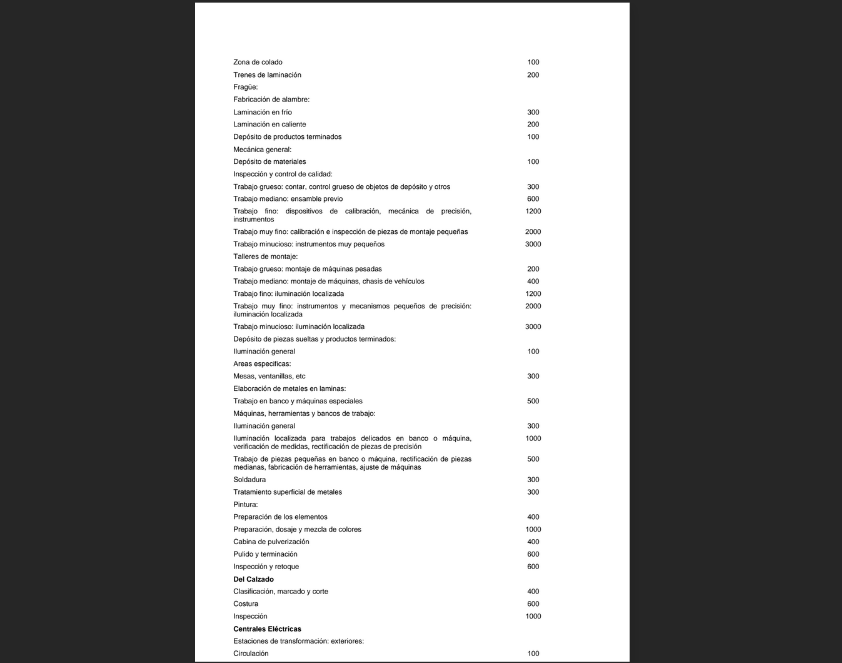 Zona de colado 100
Trenes de laminación 200
Fragüe:
Fabricación de alambre:
Laminación en frío 300
Laminación en caliente 200
Depósito de productos terminados 100
Mecánica general:
Depósito de materiales 100
Inspección y control de calidad:
Trabajo grueso: contar, control grueso de objetos de depósito y otros 300
Trabajo mediano: ensamble previo 600
Trabajo fino: dispositivos de calibración, mecánica de precisión, 1200
instrumentos
Trabajo muy fino: calibración e inspección de piezas de montaje pequeñas 2000
Trabajo minucioso: instrumentos muy pequeños 3000
Talleres de montaje:
Trabajo grueso: montaje de máquinas pesadas 200
Trabajo mediano: montaje de máquinas, chasis de vehículos 400
Trabajo fino: iluminación localizada 1200
Trabajo muy fino: instrumentos y mecanismos pequeños de precisión: 2000
iluminación localizada
Trabajo minucioso: iluminación localizada 3000
Depósito de piezas sueltas y productos terminados:
Iluminación general 100
Areas especificas:
Mesas, ventanillas, etc 300
Elaboración de metales en laminas:
Trabajo en banco y máquinas especiales 500
Máquinas, herramientas y bancos de trabajo:
Iluminación general 300
Iluminación localizada para trabajos delicados en banco o máquina, 1000
verificación de medidas, rectificación de piezas de precisión
Trabajo de piezas pequeñas en banco o máquina, rectificación de piezas 500
medianas, fabricación de herramientas, ajuste de máquinas
Soldadura 300
Tratamiento superficial de metales 300
Pintura:
Preparación de los elementos 400
Preparación, dosaje y mezcla de colores 1000
Cabina de pulverización 400
Pulido y terminación 600
Inspección y retoque 600
Del Calzado
Clasificación, marcado y corte 400
Costura 600
Inspección 1000
Centrales Eléctricas
Estaciones de transformación: exteriores:
Circulación 100